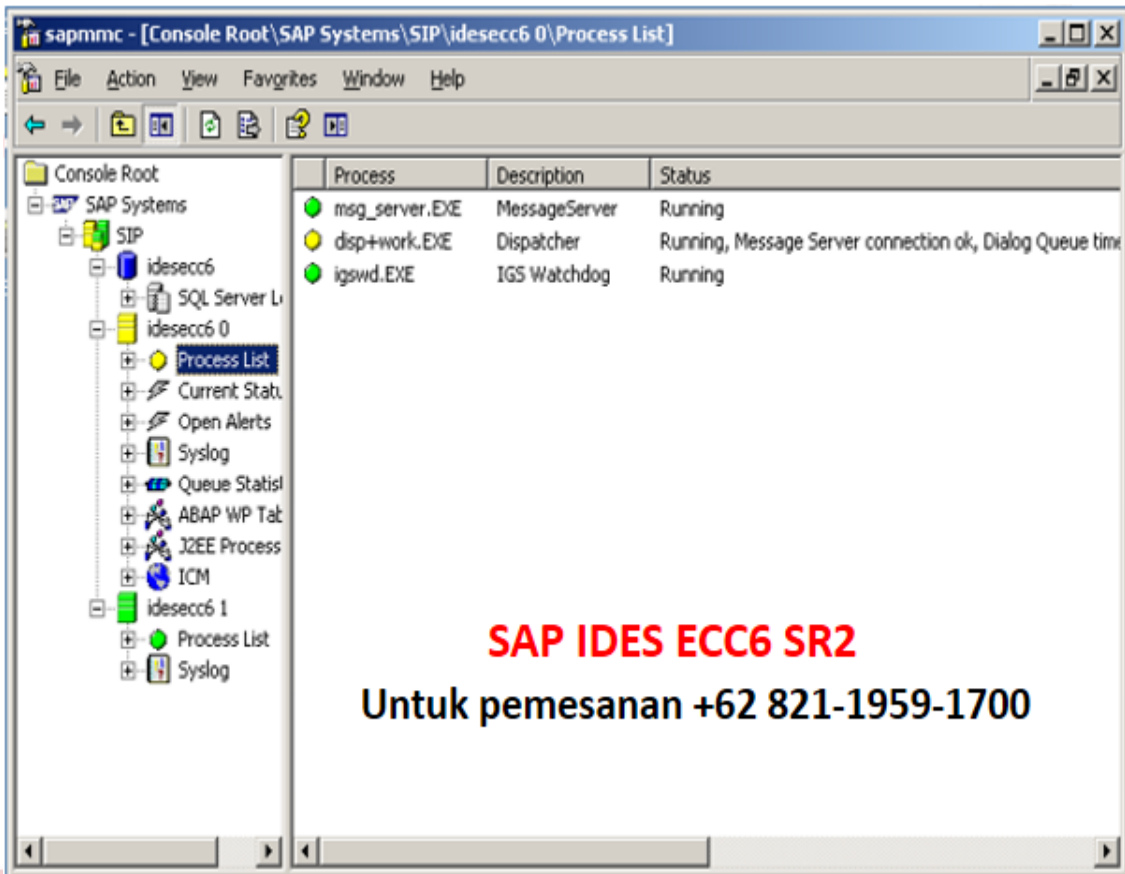 sapmmc - [Console Root\SAP Systems\SIP\idesecc6 0\Process List]
File Action View Favorites Window Help
Console Root
SAP Systems
SIP
idesecc6
SQL Server L
idesecc6 0
Process List
Current Statu
Open Alerts
Syslog
Queue Statist
ABAP WP Tab
J2EE Process
ICM
idesecc6 1
Process List
Syslog
Process Description Status
msg_server.EXE MessageServer Running
disp+work.EXE Dispatcher Running, Message Server connection ok, Dialog Queue time
igswd.EXE IGS Watchdog Running
SAP IDES ECC6 SR2
Untuk pemesanan +62 821-1959-1700